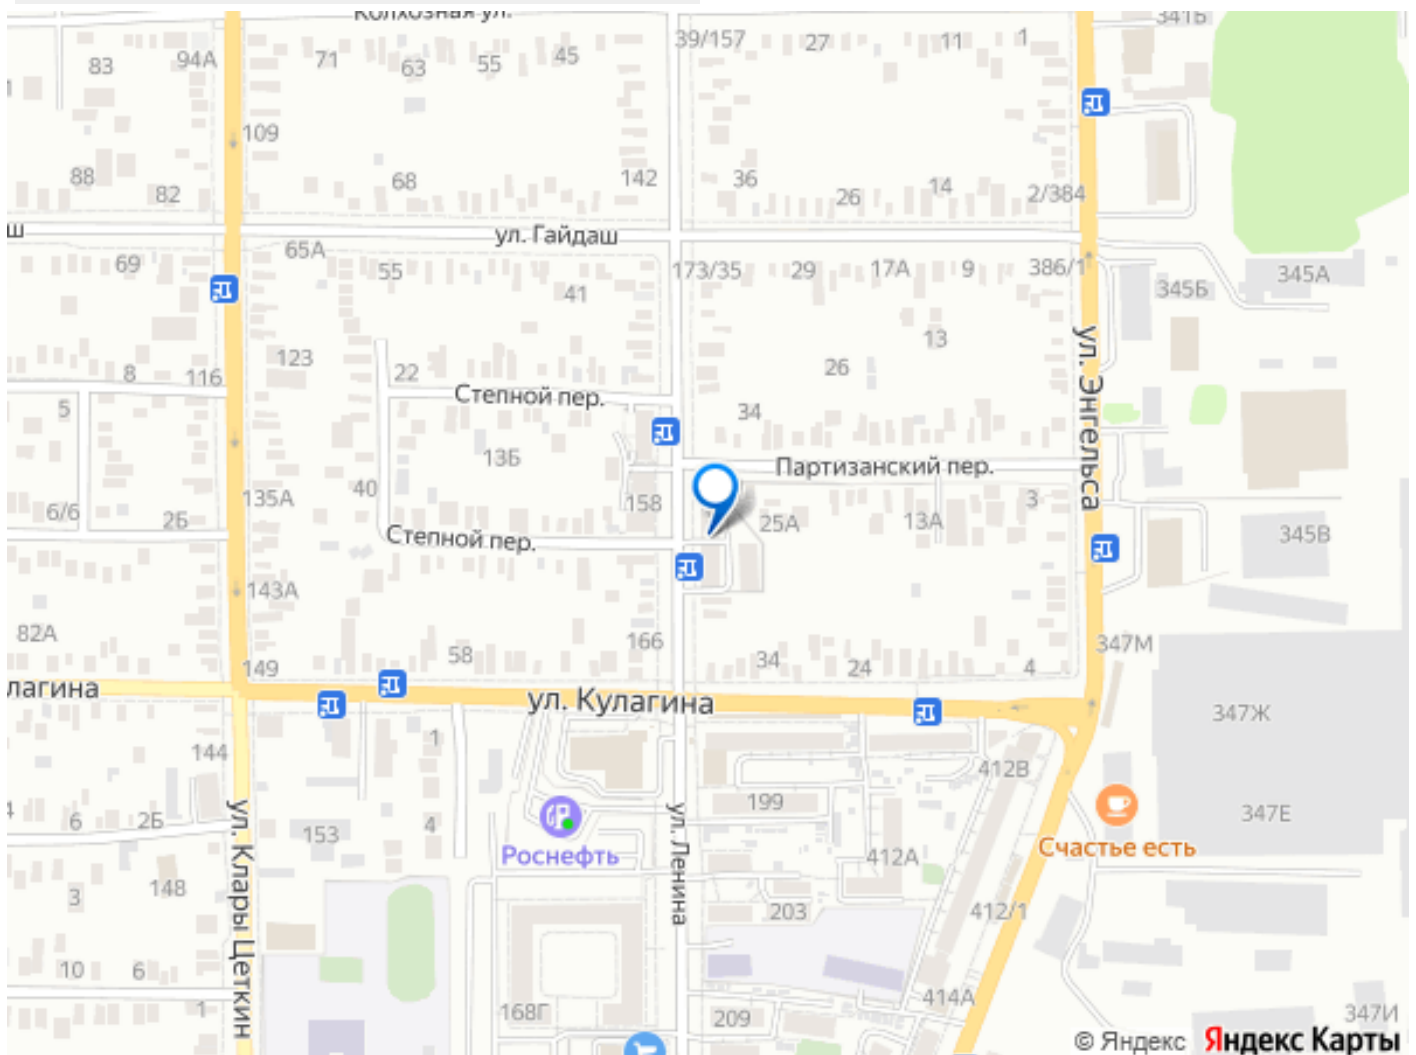 Колхозная ул.
341Б
39/157
27
11
1
83
94А
71
63
55
45
109
88
82
68
142
36
26
14
2/384
ш
ул. Гайдаш
65А
69
55
41
173/35
29
17А
9
386/1
345Б
345А
ул. Энгельса
13
26
123
22
8
116
5
Степной пер.
34
13Б
Партизанский пер.
40
135А
6/6
2Б
158
25А
13А
3
345В
Степной пер.
143А
82А
166
347М
149
58
34
24
4
лагина
ул. Кулагина
347Ж
144
1
412В
199
347Е
4
6
2Б
153
4
Роснефть
ул. Ленина
412А
Счастье есть
ул. Клары Цеткин
148
3
203
412/1
10
6
1
168Г
209
414А
347И
© Яндекс Яндекс Карты